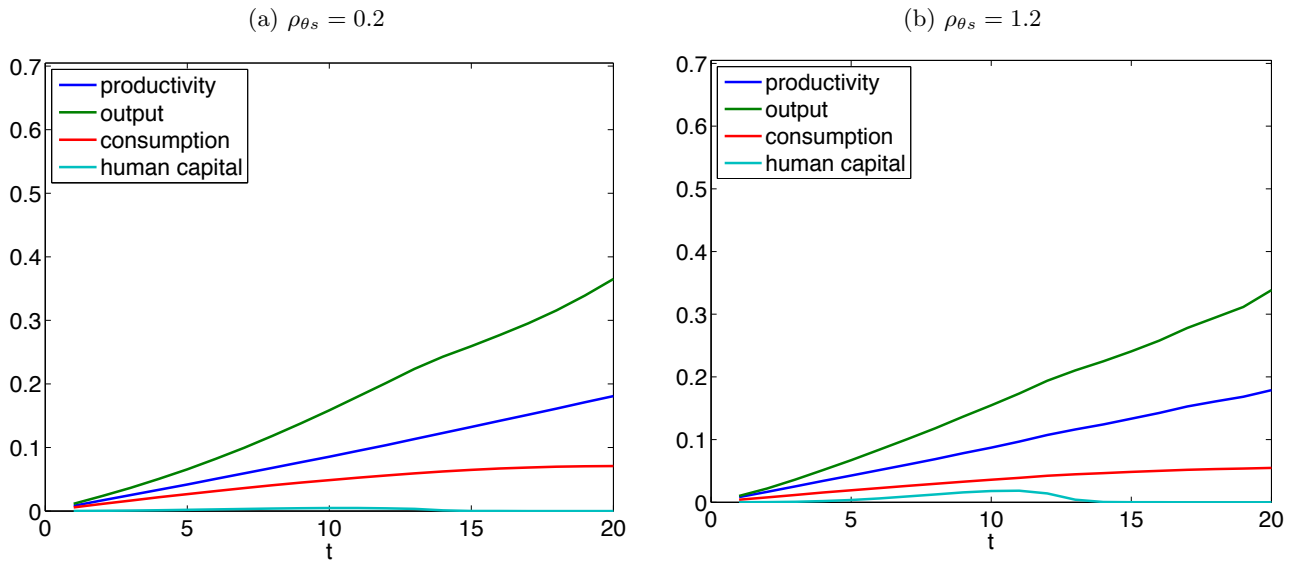 (a) ρθs = 0.2
0.7
0.6
0.5
0.4
0.3
0.2
0.1
0
productivity
output
consumption
human capital
0
5
10
15
20
t
(b) ρθs = 1.2
0.7
0.6
0.5
0.4
0.3
0.2
0.1
0
productivity
output
consumption
human capital
0
5
10
15
20
t